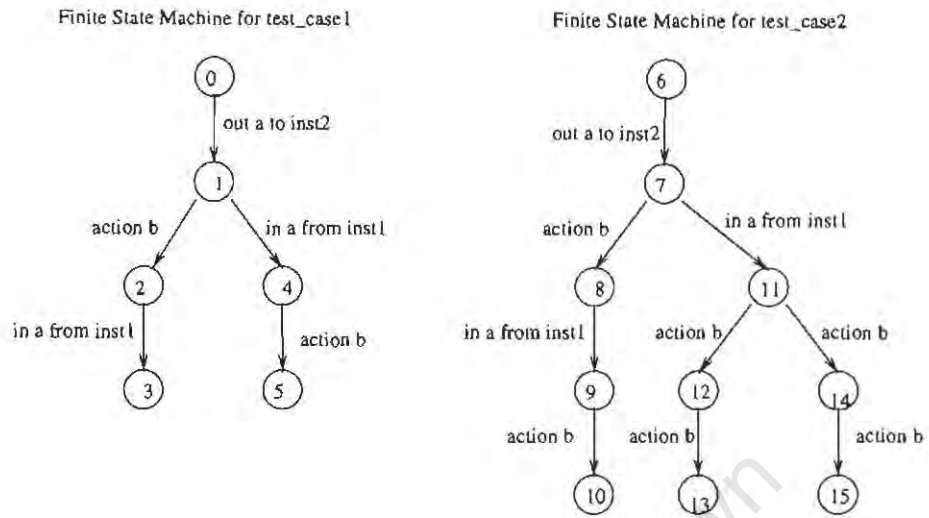 Finite State Machine for test_case1
0
out a to inst2
1
action b
in a from inst1
2
4
in a from inst1
action b
3
5
Finite State Machine for test_case2
6
out a to inst2
7
action b
in a from inst1
8
11
in a from inst1
action b
action b
9
12
14
action b
action b
action b
10
13
15
wn